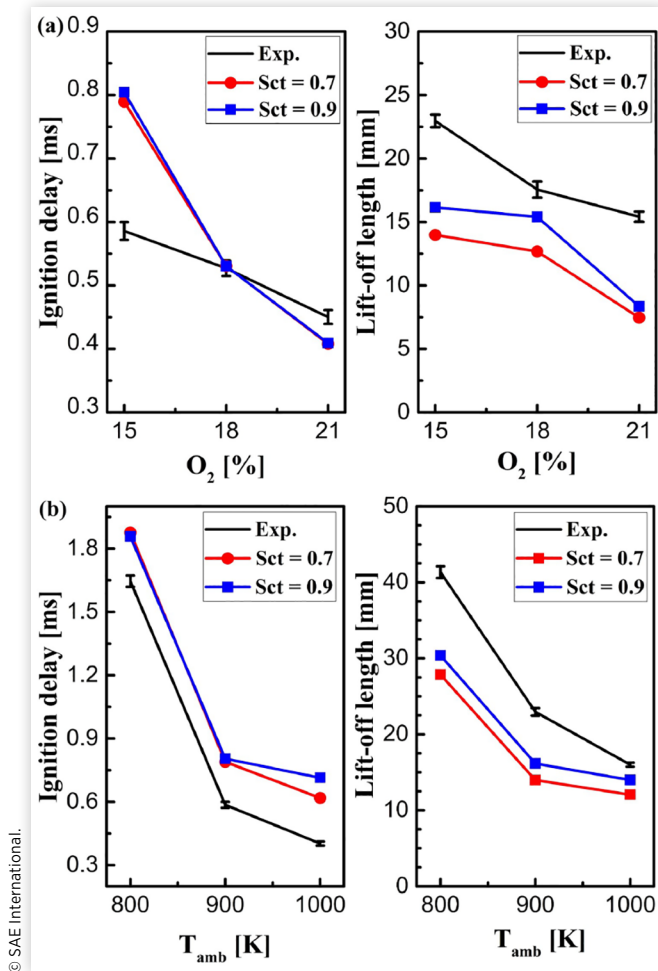 (a)
0.9
0.8
0.7
0.6
0.5
0.4
0.3
Ignition delay [ms]
Exp.
Sct = 0.7
Sct = 0.9
15
18
21
O2 [%]
30
25
20
15
10
5
0
Lift-off length [mm]
Exp.
Sct = 0.7
Sct = 0.9
15
18
21
O2 [%]
(b)
1.8
1.5
1.2
0.9
0.6
0.3
Ignition delay [ms]
Exp.
Sct = 0.7
Sct = 0.9
800
900
1000
Tamb [K]
50
40
30
20
10
0
Lift-off length [mm]
Exp.
Sct = 0.7
Sct = 0.9
800
900
1000
Tamb [K]
© SAE International.